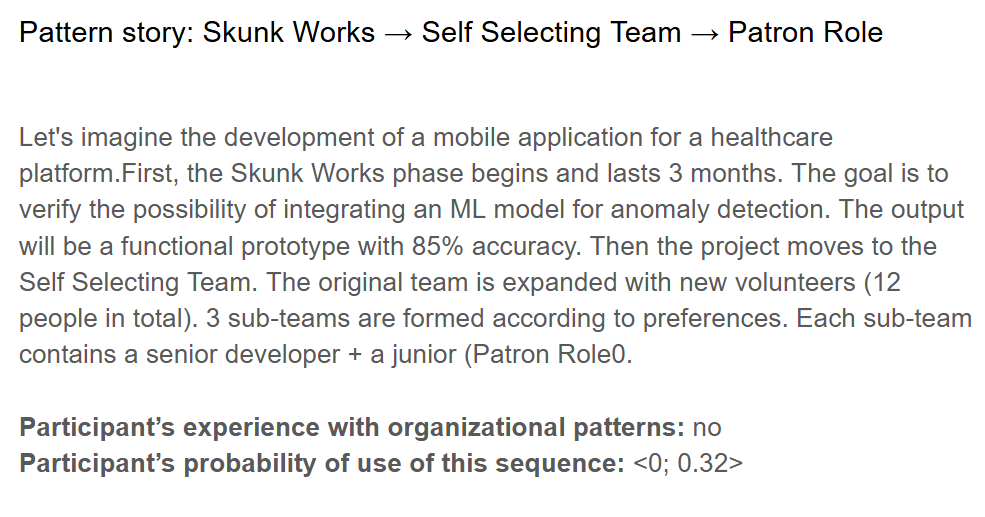 Pattern story: Skunk Works → Self Selecting Team → Patron Role
Let's imagine the development of a mobile application for a healthcare
platform.First, the Skunk Works phase begins and lasts 3 months. The goal is to
verify the possibility of integrating an ML model for anomaly detection. The output
will be a functional prototype with 85% accuracy. Then the project moves to the
Self Selecting Team. The original team is expanded with new volunteers (12
people in total). 3 sub-teams are formed according to preferences. Each sub-team
contains a senior developer + a junior (Patron Role0.
Participant’s experience with organizational patterns: no
Participant’s probability of use of this sequence: <0; 0.32>